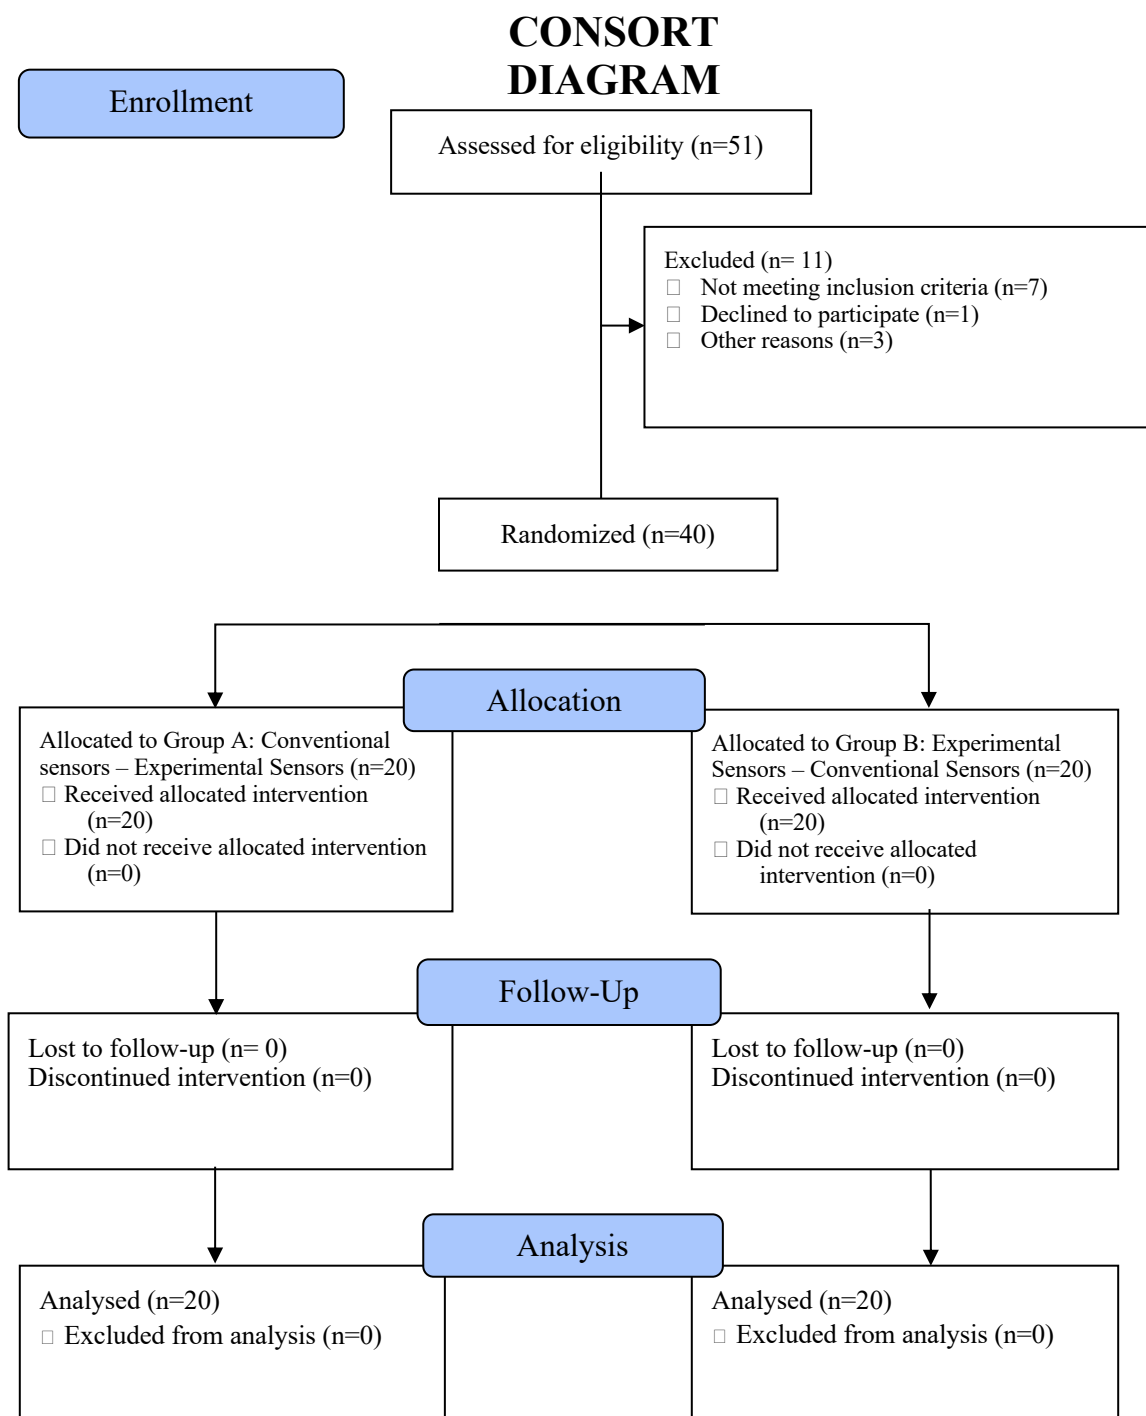 CONSORT
DIAGRAM
Enrollment
Assessed for eligibility (n=51)
Excluded (n= 11)
□ Not meeting inclusion criteria (n=7)
□ Declined to participate (n=1)
□ Other reasons (n=3)
Randomized (n=40)
Allocation
Allocated to Group A: Conventional
sensors – Experimental Sensors (n=20)
□ Received allocated intervention
(n=20)
□ Did not receive allocated intervention
(n=0)
Allocated to Group B: Experimental
Sensors – Conventional Sensors (n=20)
□ Received allocated intervention
(n=20)
□ Did not receive allocated
intervention (n=0)
Follow-Up
Lost to follow-up (n= 0)
Discontinued intervention (n=0)
Lost to follow-up (n=0)
Discontinued intervention (n=0)
Analysis
Analysed (n=20)
□ Excluded from analysis (n=0)
Analysed (n=20)
□ Excluded from analysis (n=0)